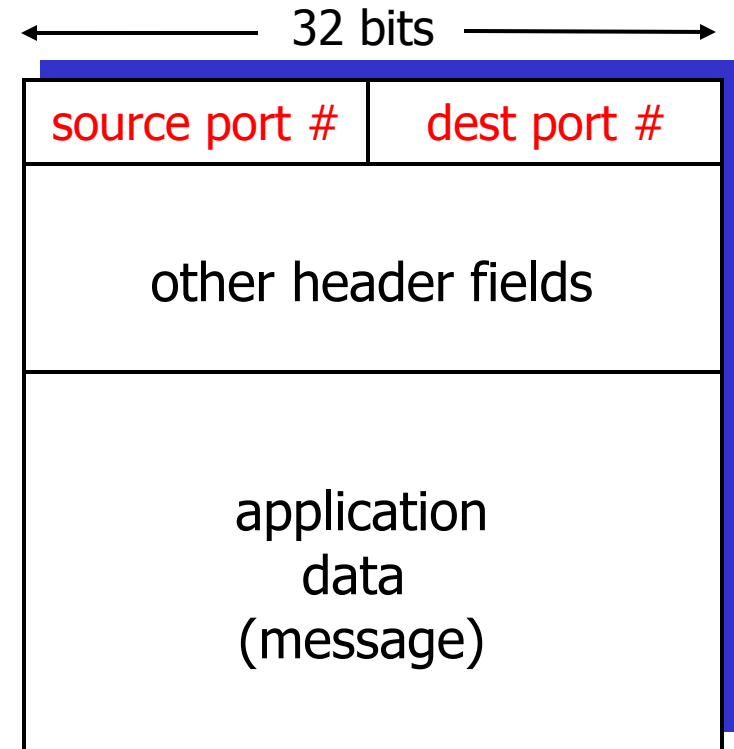 32 bits
source port # dest port #
other header fields
application
data
(message)